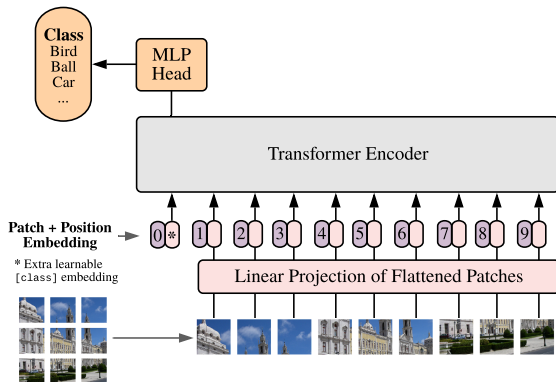 Class
Bird
Ball
Car
...
MLP
Head
Transformer Encoder
Patch + Position
Embedding
0 * 1 2 3 4 5 6 7 8 9
* Extra learnable
[class] embedding
Linear Projection of Flattened Patches